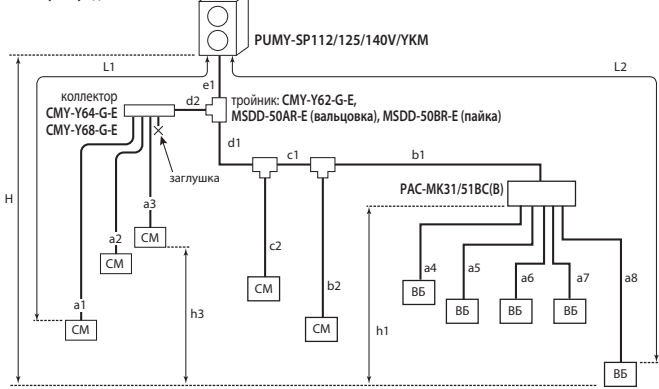 PUMY-SP112/125/140V/YKM
L1
L2
e1
коллектор
CMY-Y64-G-E
CMY-Y68-G-E
d2
тройник: CMY-Y62-G-E,
MSDD-50AR-E (вальцовка), MSDD-50BR-E (пайка)
d1
заглушка
c1
b1
PAC-MK31/51BC(B)
H
a3
a2
СМ
СМ
a1
СМ
h3
c2
СМ
b2
СМ
h1
a4
a5
a6
a7
a8
ВБ
ВБ
ВБ
ВБ
ВБ